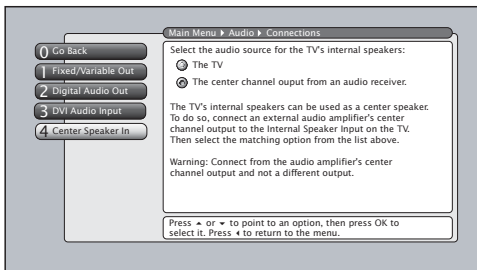 Main Menu ▸ Audio ▸ Connections
0 Go Back
1 Fixed/Variable Out
2 Digital Audio Out
3 DVI Audio Input
4 Center Speaker In
Select the audio source for the TV's internal speakers:
The TV
The center channel ouput from an audio receiver.
The TV's internal speakers can be used as a center speaker.
To do so, connect an external audio amplifier's center
channel output to the Internal Speaker Input on the TV.
Then select the matching option from the list above.
Warning: Connect from the audio amplifier's center
channel output and not a different output.
Press ▴ or ▾ to point to an option, then press OK to
select it. Press ◂ to return to the menu.